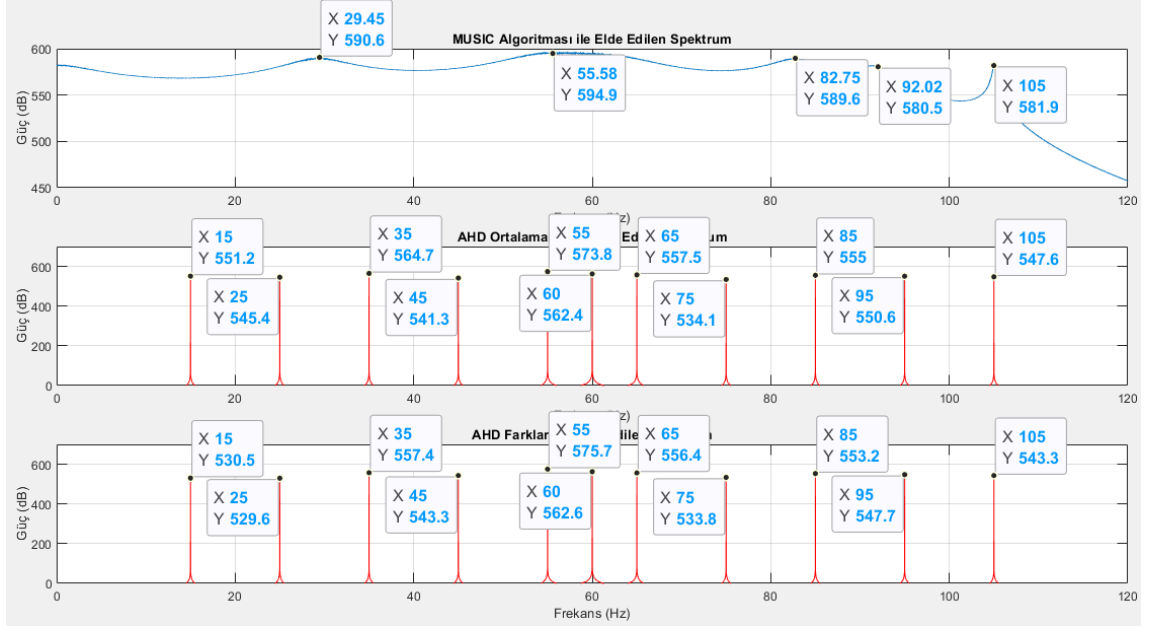 X 29.45
Y 590.6
MUSIC Algoritması ile Elde Edilen Spektrum
600
550
500
450
Güç (dB)
X 55.58
Y 594.9
X 82.75
Y 589.6
X 92.02
Y 580.5
X 105
Y 581.9
0 20 40 60 80 100 120
AHD Ortalama
600
400
200
0
Güç (dB)
X 15
Y 551.2
X 25
Y 545.4
X 35
Y 564.7
X 45
Y 541.3
X 55
Y 573.8
X 60
Y 562.4
X 65
Y 557.5
X 75
Y 534.1
X 85
Y 555
X 95
Y 550.6
X 105
Y 547.6
0 20 40 60 80 100 120
AHD Farklar
600
400
200
0
Güç (dB)
X 15
Y 530.5
X 25
Y 529.6
X 35
Y 557.4
X 45
Y 543.3
X 55
Y 575.7
X 60
Y 562.6
X 65
Y 556.4
X 75
Y 533.8
X 85
Y 553.2
X 95
Y 547.7
X 105
Y 543.3
0 20 40 60 80 100 120
Frekans (Hz)